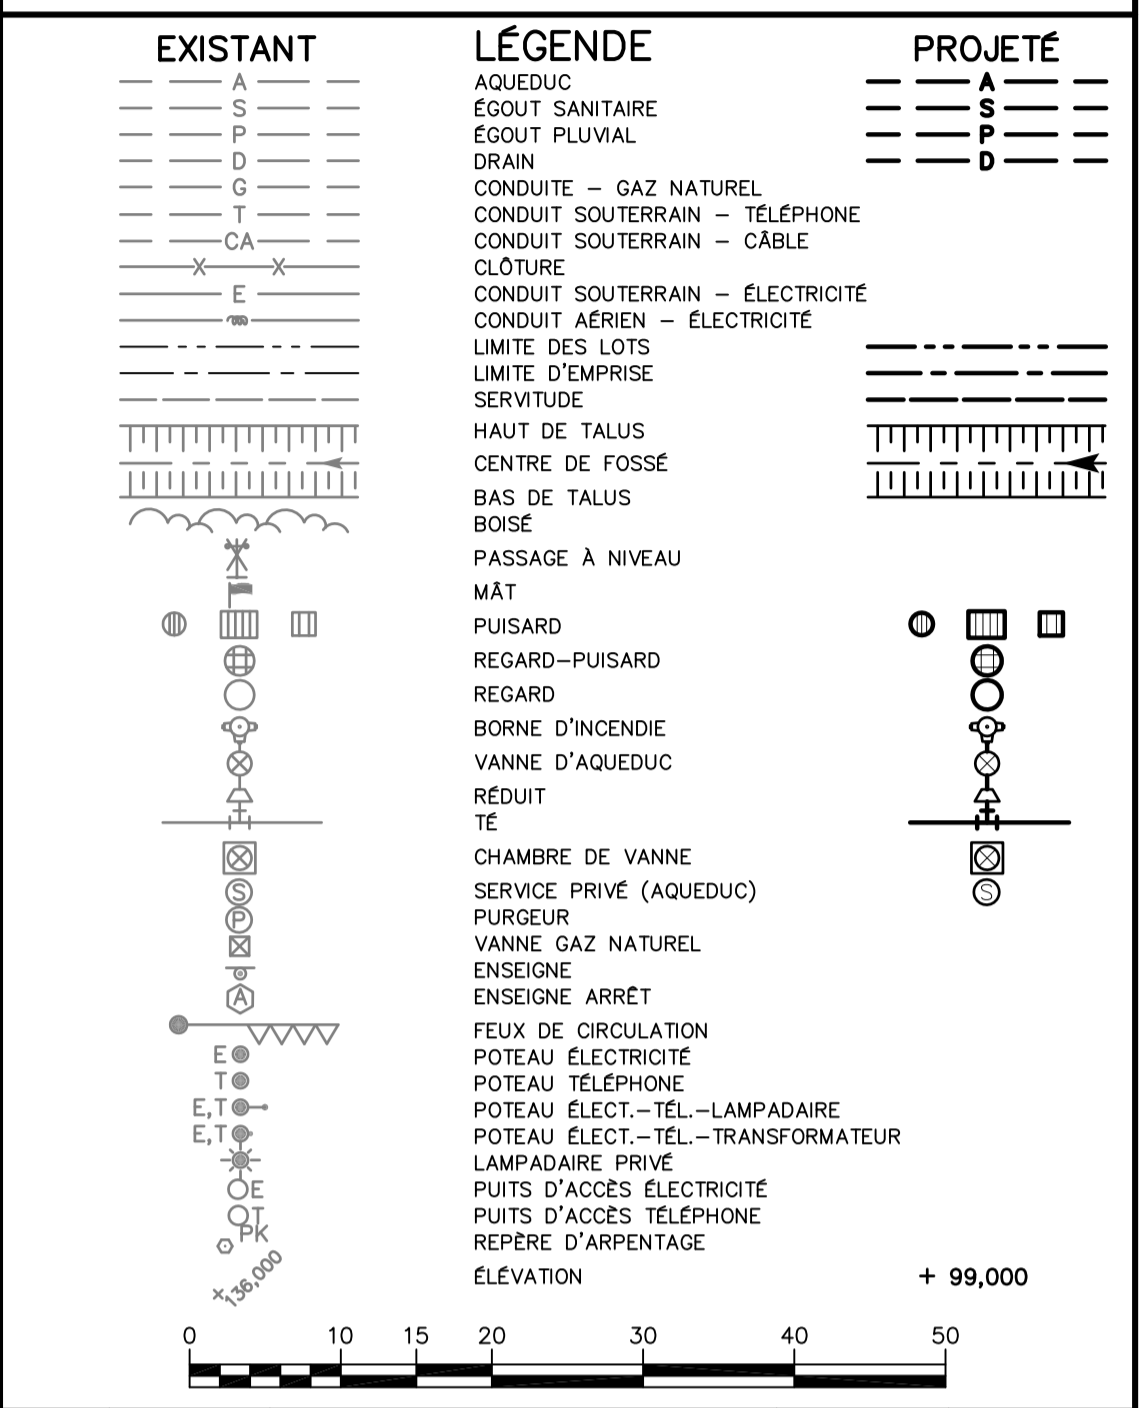 EXISTANT LÉGENDE PROJETÉ
A AQUEDUC A
S ÉGOUT SANITAIRE S
P ÉGOUT PLUVIAL P
D DRAIN D
G CONDUITE – GAZ NATUREL
T CONDUIT SOUTERRAIN – TÉLÉPHONE
CA CONDUIT SOUTERRAIN – CÂBLE
X X CLÔTURE
E CONDUIT SOUTERRAIN – ÉLECTRICITÉ
CONDUIT AÉRIEN – ÉLECTRICITÉ
LIMITE DES LOTS
LIMITE D'EMPRISE
SERVITUDE
HAUT DE TALUS
CENTRE DE FOSSÉ
BAS DE TALUS
BOISÉ
PASSAGE À NIVEAU
MÂT
PUISARD
REGARD–PUISARD
REGARD
BORNE D'INCENDIE
VANNE D'AQUEDUC
RÉDUIT
TÉ
CHAMBRE DE VANNE
S SERVICE PRIVÉ (AQUEDUC) S
P PURGEUR
VANNE GAZ NATUREL
ENSEIGNE
A ENSEIGNE ARRÊT
FEUX DE CIRCULATION
E POTEAU ÉLECTRICITÉ
T POTEAU TÉLÉPHONE
E,T POTEAU ÉLECT.–TÉL.–LAMPADAIRE
E,T POTEAU ÉLECT.–TÉL.–TRANSFORMATEUR
LAMPADAIRE PRIVÉ
E PUITS D'ACCÈS ÉLECTRICITÉ
T PUITS D'ACCÈS TÉLÉPHONE
PK REPÈRE D'ARPENTAGE
+136,000 ÉLÉVATION + 99,000
0 10 15 20 30 40 50